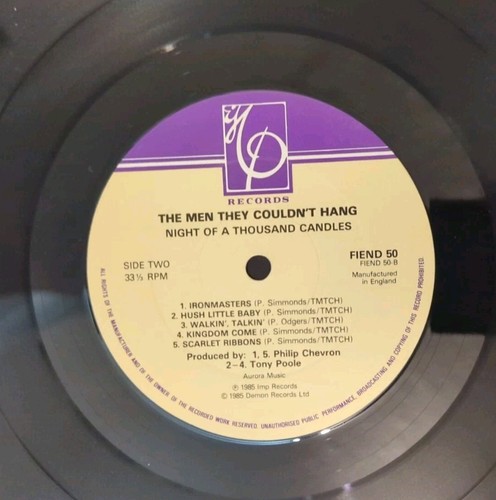 imp
RECORDS
THE MEN THEY COULDN'T HANG
NIGHT OF A THOUSAND CANDLES
SIDE TWO
33⅓ RPM
FIEND 50
FIEND 50-B
Manufactured
in England
1. IRONMASTERS (P. Simmonds/TMTCH)
2. HUSH LITTLE BABY (P. Simmonds/TMTCH)
3. WALKIN', TALKIN' (P. Odgers/TMTCH)
4. KINGDOM COME (P. Simmonds/TMTCH)
5. SCARLET RIBBONS (P. Simmonds/TMTCH)
Produced by: 1, 5. Philip Chevron
2–4. Tony Poole
Aurora Music
℗ 1985 Imp Records
© 1985 Demon Records Ltd
ALL RIGHTS OF THE MANUFACTURER AND OF THE OWNER OF THE RECORDED WORK RESERVED. UNAUTHORISED PUBLIC PERFORMANCE, BROADCASTING AND COPYING OF THIS RECORD PROHIBITED.